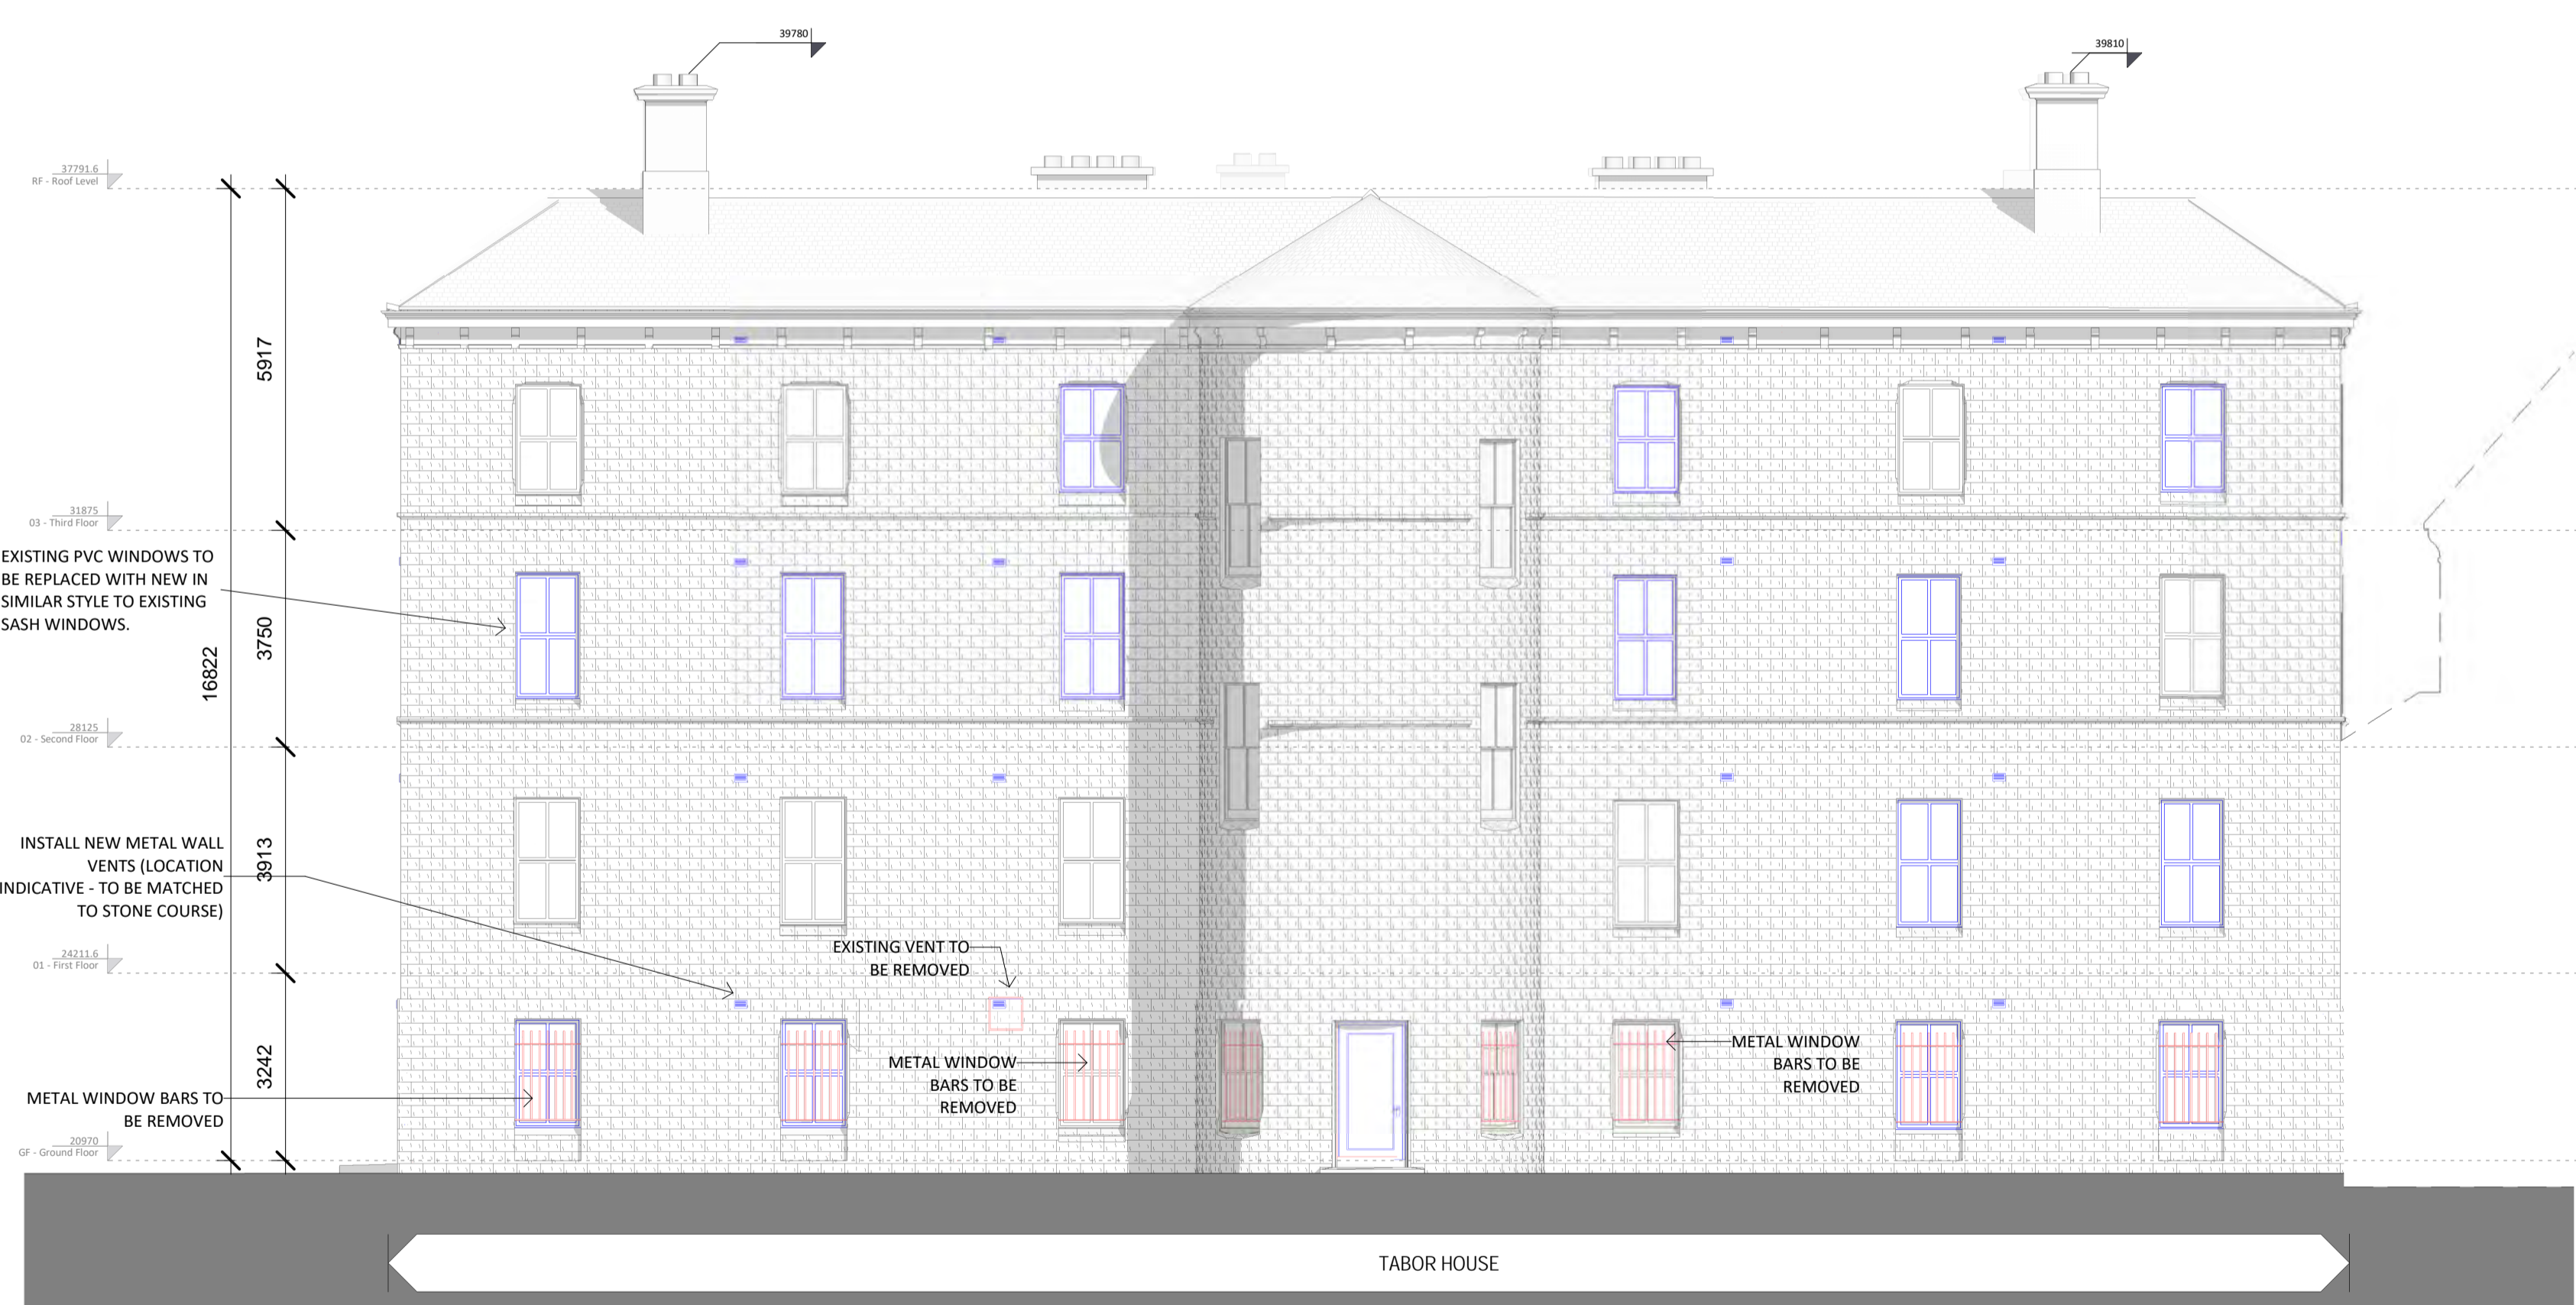 39780
39810
37791.6
RF - Roof Level
5917
31875
03 - Third Floor
EXISTING PVC WINDOWS TO
BE REPLACED WITH NEW IN
SIMILAR STYLE TO EXISTING
SASH WINDOWS.
3750
16822
28125
02 - Second Floor
INSTALL NEW METAL WALL
VENTS (LOCATION
INDICATIVE - TO BE MATCHED
TO STONE COURSE)
3913
24211.6
01 - First Floor
EXISTING VENT TO
BE REMOVED
METAL WINDOW
BARS TO BE
REMOVED
METAL WINDOW
BARS TO BE
REMOVED
3242
METAL WINDOW BARS TO
BE REMOVED
20970
GF - Ground Floor
TABOR HOUSE